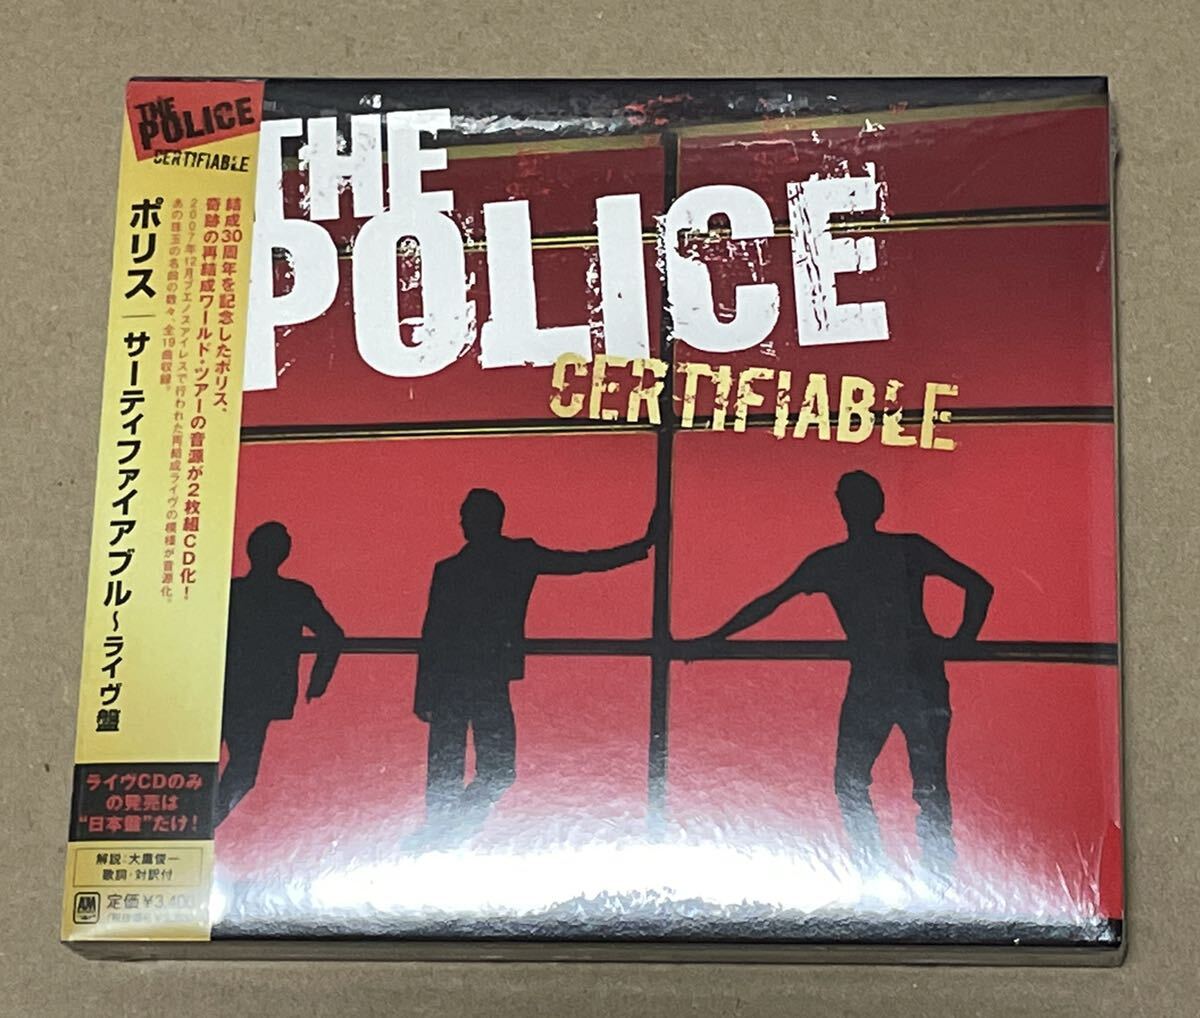 THE
POLICE
CERTIFIABLE
結成30周年を記念したポリス、
奇跡の再結成ワールド・ツアーの音源が2枚組CD化!
2007年12月ブエノスアイレスで行われた再結成ライヴの模様が音源化。
あの珠玉の名曲の数々、全19曲収録。
ポリス|サーティファイアブル~ライヴ盤
ライヴCDのみ
の発売は
“日本盤”だけ!
解説:大鷹俊一
歌詞・対訳付
定価¥3,400
THE
POLICE
CERTIFIABLE